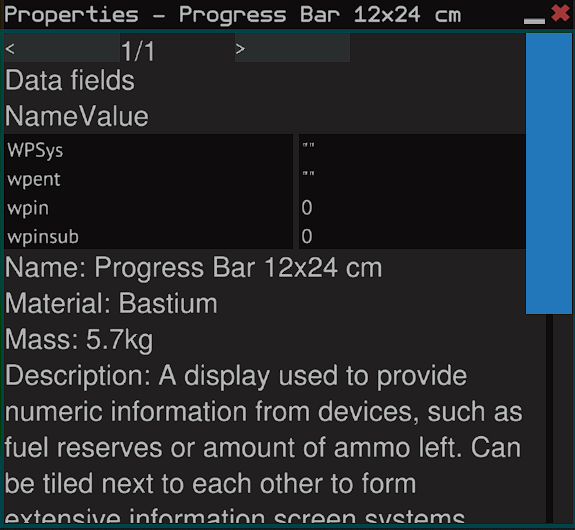 Properties – Progress Bar 12x24 cm
< 1/1 >
Data fields
NameValue
WPSys ""
wpent ""
wpin 0
wpinsub 0
Name: Progress Bar 12x24 cm
Material: Bastium
Mass: 5.7kg
Description: A display used to provide
numeric information from devices, such as
fuel reserves or amount of ammo left. Can
be tiled next to each other to form
extensive information screen systems